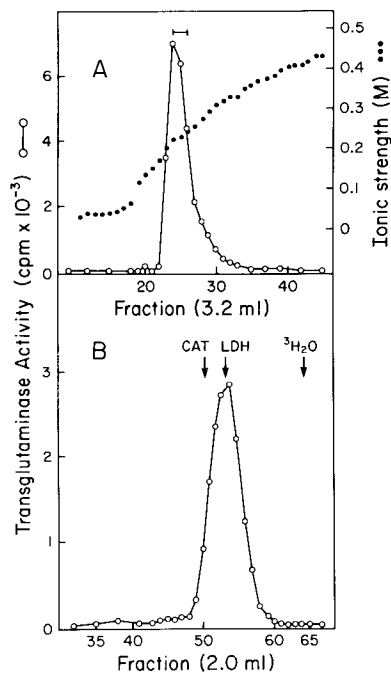 A
6
4
2
0
0.5
0.4
0.3
0.2
0.1
0
20
30
40
Fraction (3.2 ml)
Transglutaminase Activity (cpm x 10⁻³) ○—○
Ionic strength (M) •••
B
CAT
LDH
³H₂O
3
2
1
0
35
40
50
60
65
Fraction (2.0 ml)